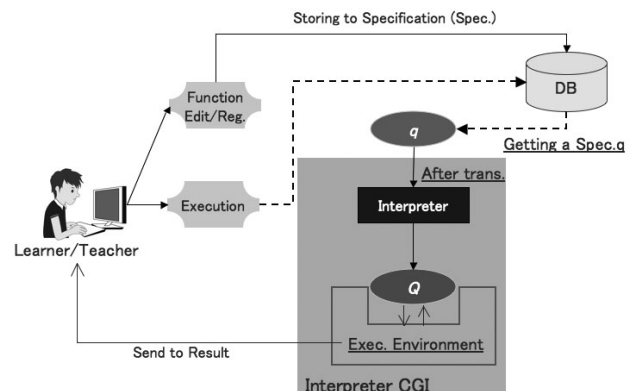 Storing to Specification (Spec.)
Function
Edit/Reg.
DB
q
Getting a Spec.q
After trans.
Execution
Interpreter
Learner/Teacher
Q
Exec. Environment
Send to Result
Interpreter CGI